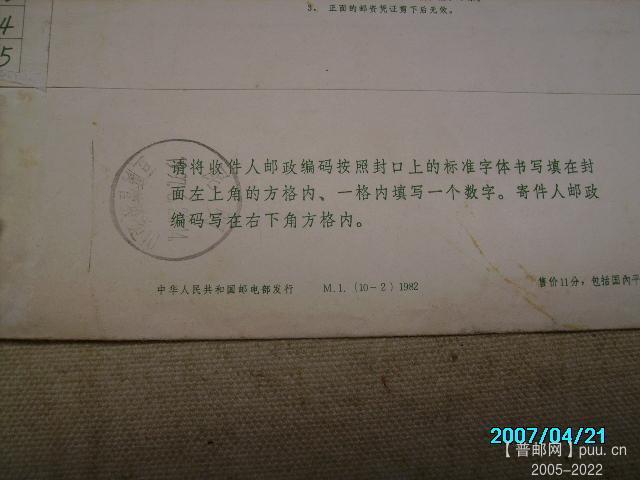 4
5
3. 正面的邮资凭证剪下后无效。
请将收件人邮政编码按照封口上的标准字体书写填在封
面左上角的方格内、一格内填写一个数字。寄件人邮政
编码写在右下角方格内。
中华人民共和国邮电部发行 M.1.(10-2)1982
售价11分，包括国内平
2007/04/21
【普邮网】puu.cn
2005-2022